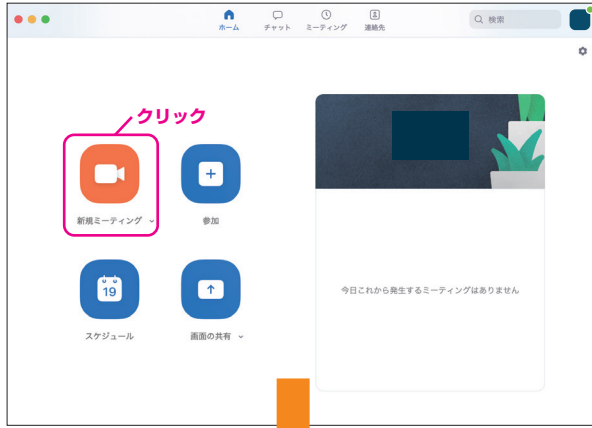 ホーム
チャット
ミーティング
連絡先
検索
クリック
新規ミーティング
参加
19
スケジュール
画面の共有
今日これから発生するミーティングはありません